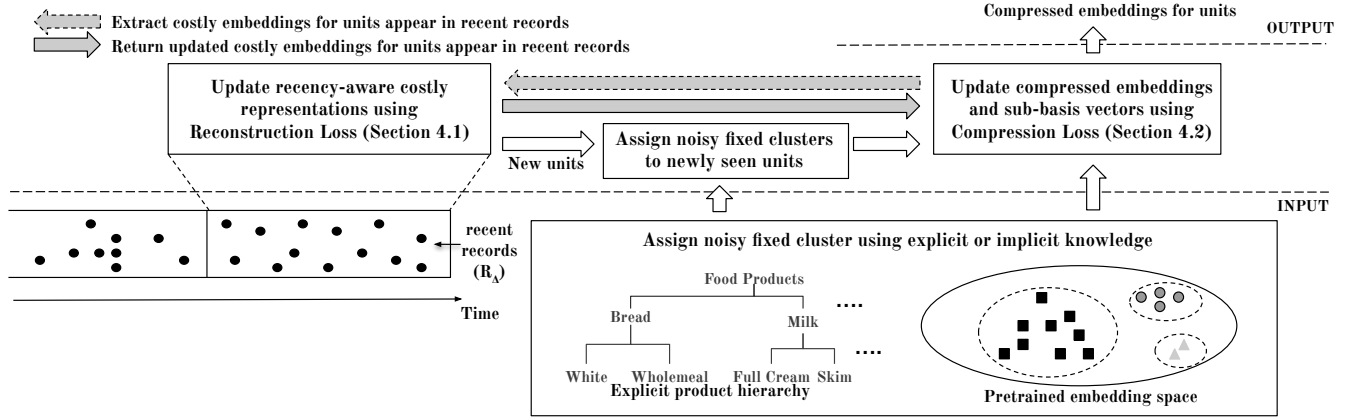 Extract costly embeddings for units appear in recent records
Return updated costly embeddings for units appear in recent records
Compressed embeddings for units
OUTPUT
Update recency-aware costly
representations using
Reconstruction Loss (Section 4.1)
New units
Assign noisy fixed clusters
to newly seen units
Update compressed embeddings
and sub-basis vectors using
Compression Loss (Section 4.2)
INPUT
recent
records
(R_Δ)
Time
Assign noisy fixed cluster using explicit or implicit knowledge
Food Products
....
Bread
Milk
....
White
Wholemeal
Full Cream
Skim
Explicit product hierarchy
Pretrained embedding space